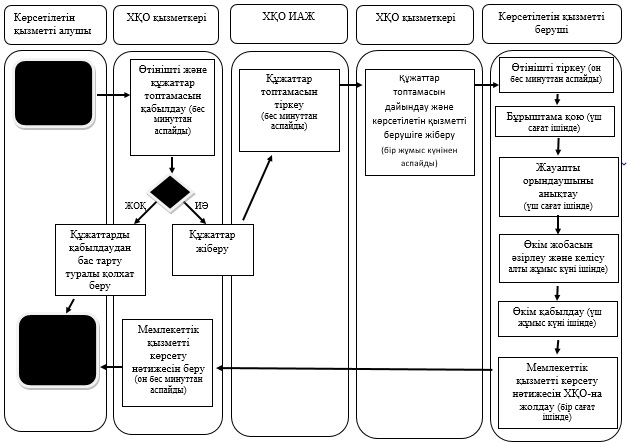 Көрсетілетін
қызметті алушы
ХҚО қызметкері
ХҚО ИАЖ
ХҚО қызметкері
Көрсетілетін қызметті
беруші
Өтінішті және
құжаттар
топтамасын
қабылдау (бес
минуттан
аспайды)
ЖОҚ
ИӘ
Құжаттарды
қабылдаудан
бас тарту
туралы қолхат
беру
Құжаттар
жіберу
Құжаттар
топтамасын
тіркеу
(бес минуттан
аспайды)
Құжаттар
топтамасын
дайындау және
көрсетілетін қызметті
берушіге жіберу
(бір жұмыс күнінен
аспайды)
Өтінішті тіркеу (он
бес минуттан аспайды)
Бұрыштама қою (үш
сағат ішінде)
Жауапты
орындаушыны
анықтау
(үш сағат ішінде)
Өкім жобасын
әзірлеу және келісу
алты жұмыс күні ішінде)
Өкім қабылдау (үш
жұмыс күні ішінде)
Мемлекеттік
қызметті көрсету
нәтижесін ХҚО-на
жолдау (бір сағат
ішінде)
Мемлекеттік
қызметті
көрсету
нәтижесін беру
(он бес минуттан
аспайды)